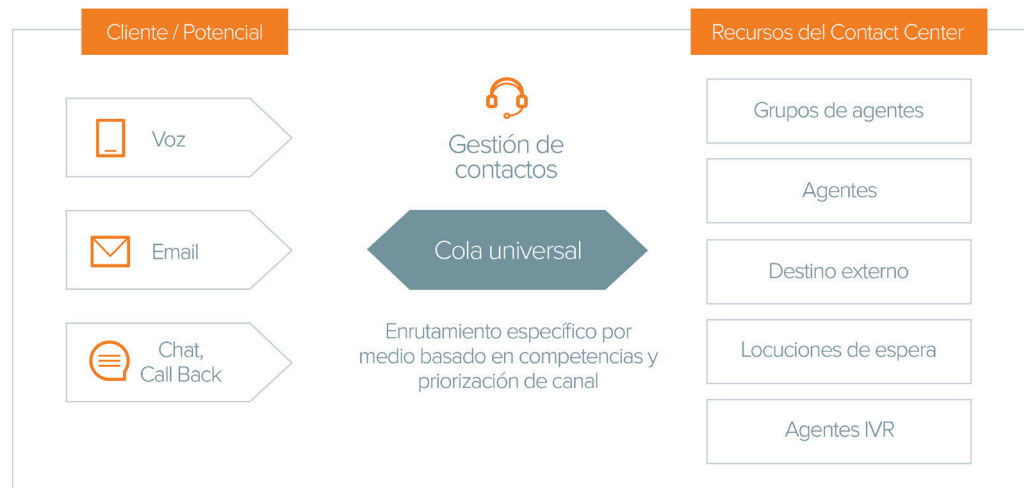 Cliente / Potencial
Recursos del Contact Center
Voz
Email
Chat,
Call Back
Gestión de
contactos
Cola universal
Enrutamiento específico por
medio basado en competencias y
priorización de canal
Grupos de agentes
Agentes
Destino externo
Locuciones de espera
Agentes IVR